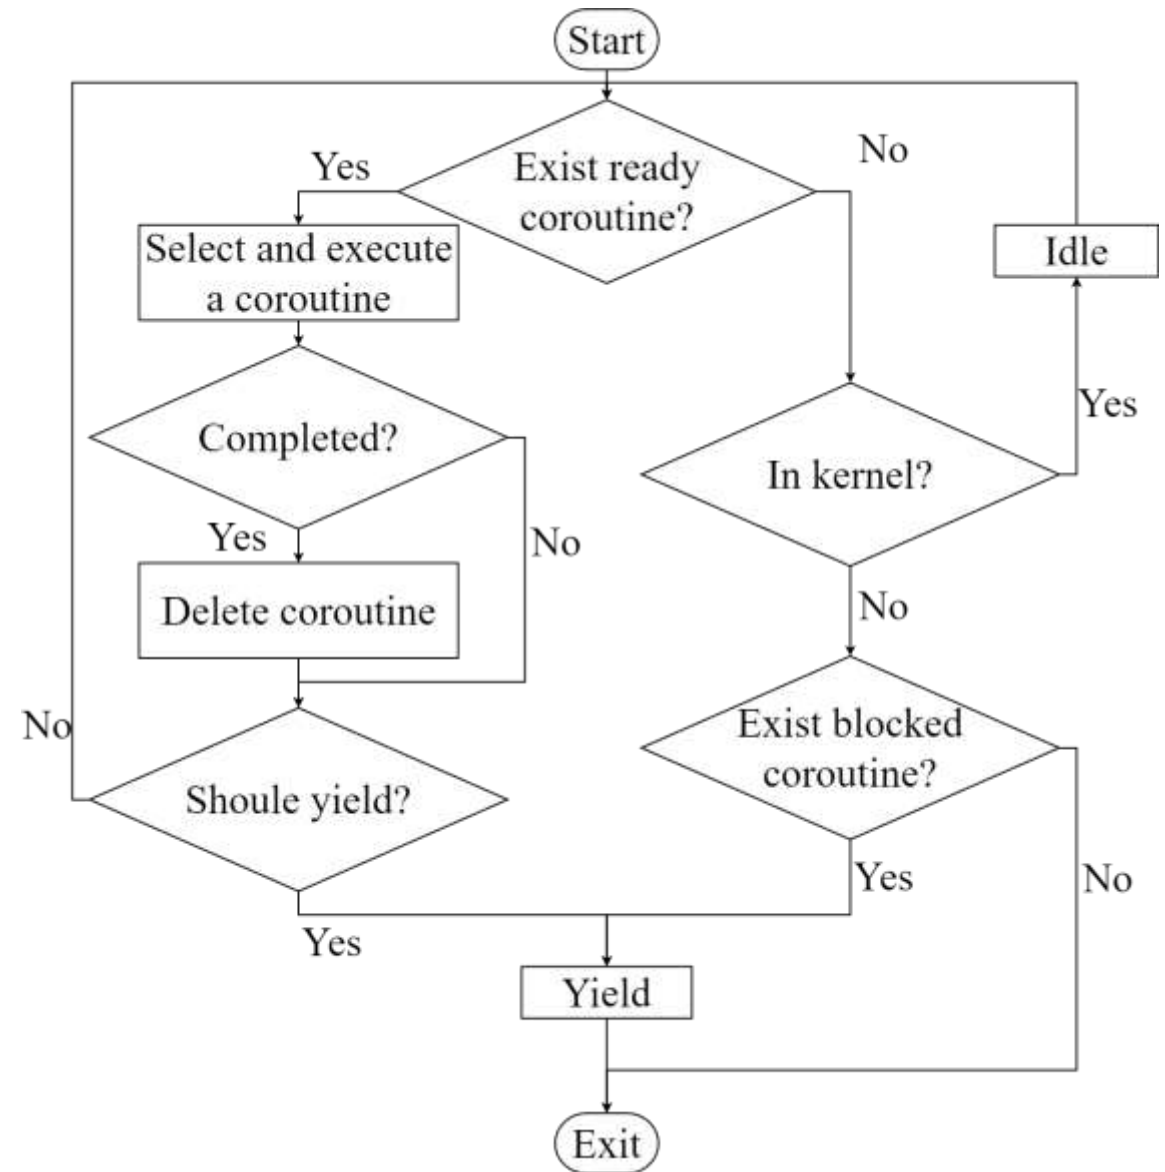 Start
Exist ready
coroutine?
Yes
No
Select and execute
a coroutine
Idle
Completed?
Yes
In kernel?
Yes
No
Delete coroutine
No
Exist blocked
coroutine?
No
Shoule yield?
Yes
No
Yes
Yield
Exit